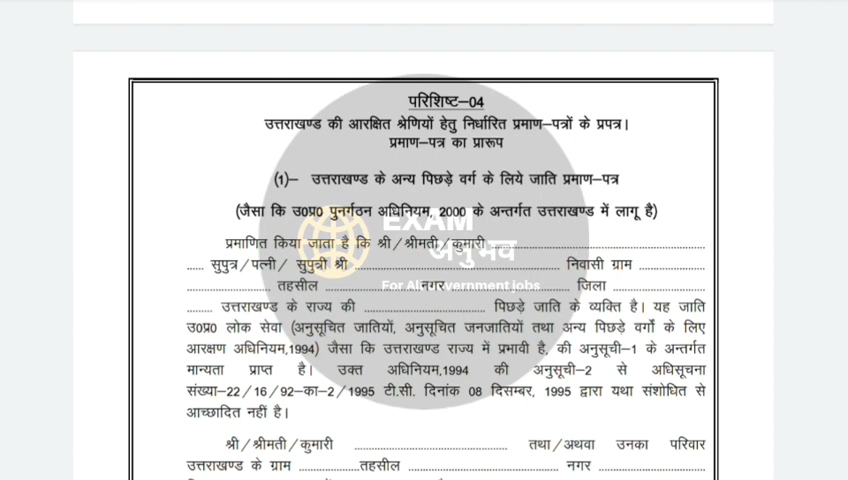 परिशिष्ट–04
उत्तराखण्ड की आरक्षित श्रेणियों हेतु निर्धारित प्रमाण–पत्रों के प्रपत्र।
प्रमाण–पत्र का प्रारूप
(1)– उत्तराखण्ड के अन्य पिछड़े वर्ग के लिये जाति प्रमाण–पत्र
(जैसा कि उ0प्र0 पुनर्गठन अधिनियम, 2000 के अन्तर्गत उत्तराखण्ड में लागू है)
EXAM
अनुभव
For All Government jobs
प्रमाणित किया जाता है कि श्री/श्रीमती/कुमारी ............................................................
...... सुपुत्र/पत्नी/ सुपुत्री श्री ............................................................ निवासी ग्राम ...................
........................ तहसील ............................नगर.................................... जिला ..........................
......... उत्तराखण्ड के राज्य की .................................. पिछड़े जाति के व्यक्ति है। यह जाति
उ0प्र0 लोक सेवा (अनुसूचित जातियों, अनुसूचित जनजातियों तथा अन्य पिछड़े वर्गों के लिए
आरक्षण अधिनियम,1994) जैसा कि उत्तराखण्ड राज्य में प्रभावी है, की अनुसूची–1 के अन्तर्गत
मान्यता प्राप्त है। उक्त अधिनियम,1994 की अनुसूची–2 से अधिसूचना
संख्या–22/16/92–का–2/1995 टी.सी. दिनांक 08 दिसम्बर, 1995 द्वारा यथा संशोधित से
आच्छादित नहीं है।
श्री/श्रीमती/कुमारी ............................................ तथा/अथवा उनका परिवार
उत्तराखण्ड के ग्राम .................तहसील ........................................... नगर ..............................